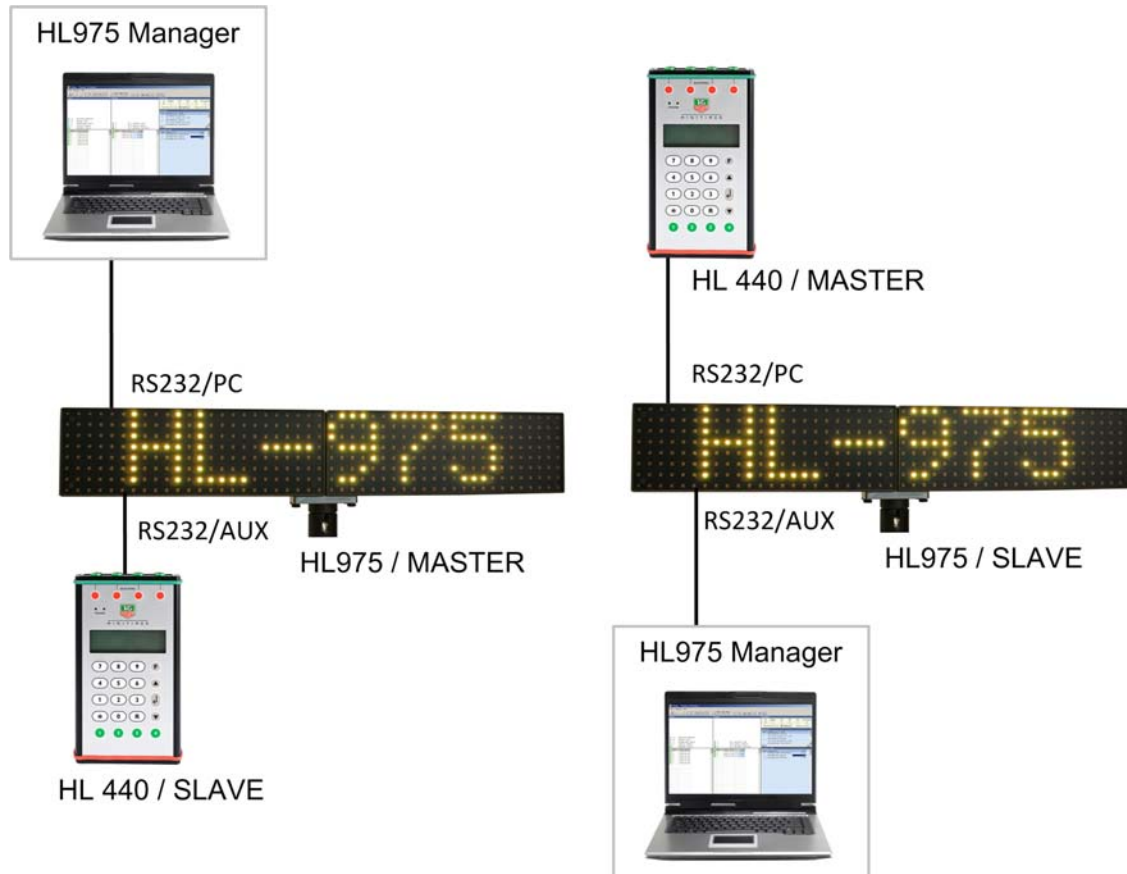 HL975 Manager
RS232/PC
HL-975
RS232/AUX
HL975 / MASTER
HL 440 / SLAVE
HL 440 / MASTER
RS232/PC
HL-975
RS232/AUX
HL975 / SLAVE
HL975 Manager